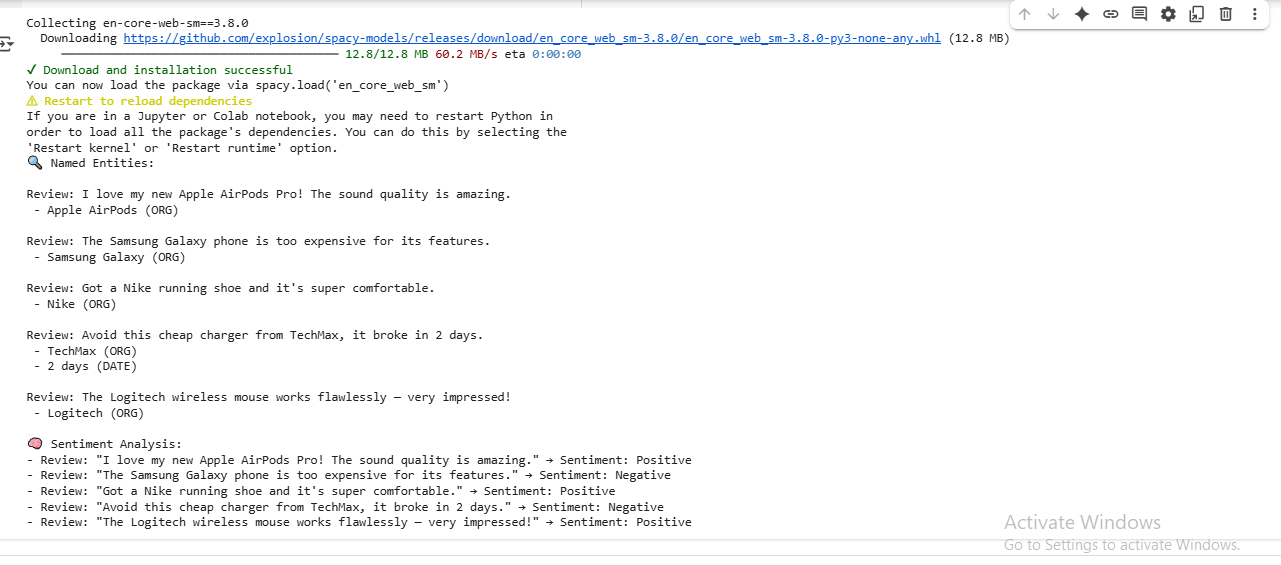 Collecting en-core-web-sm==3.8.0
Downloading https://github.com/explosion/spacy-models/releases/download/en_core_web_sm-3.8.0/en_core_web_sm-3.8.0-py3-none-any.whl (12.8 MB)
12.8/12.8 MB 60.2 MB/s eta 0:00:00
✓ Download and installation successful
You can now load the package via spacy.load('en_core_web_sm')
⚠ Restart to reload dependencies
If you are in a Jupyter or Colab notebook, you may need to restart Python in
order to load all the package's dependencies. You can do this by selecting the
'Restart kernel' or 'Restart runtime' option.
🔍 Named Entities:
Review: I love my new Apple AirPods Pro! The sound quality is amazing.
- Apple AirPods (ORG)
Review: The Samsung Galaxy phone is too expensive for its features.
- Samsung Galaxy (ORG)
Review: Got a Nike running shoe and it's super comfortable.
- Nike (ORG)
Review: Avoid this cheap charger from TechMax, it broke in 2 days.
- TechMax (ORG)
- 2 days (DATE)
Review: The Logitech wireless mouse works flawlessly — very impressed!
- Logitech (ORG)
🧠 Sentiment Analysis:
- Review: "I love my new Apple AirPods Pro! The sound quality is amazing." → Sentiment: Positive
- Review: "The Samsung Galaxy phone is too expensive for its features." → Sentiment: Negative
- Review: "Got a Nike running shoe and it's super comfortable." → Sentiment: Positive
- Review: "Avoid this cheap charger from TechMax, it broke in 2 days." → Sentiment: Negative
- Review: "The Logitech wireless mouse works flawlessly — very impressed!" → Sentiment: Positive
Activate Windows
Go to Settings to activate Windows.